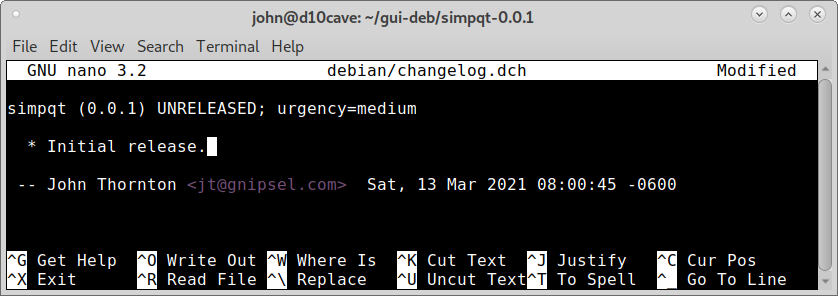 john@d10cave: ~/gui-deb/simpqt-0.0.1
File Edit View Search Terminal Help
GNU nano 3.2 debian/changelog.dch Modified
simpqt (0.0.1) UNRELEASED; urgency=medium
* Initial release.
-- John Thornton <jt@gnipsel.com>  Sat, 13 Mar 2021 08:00:45 -0600
^G Get Help ^O Write Out ^W Where Is ^K Cut Text ^J Justify ^C Cur Pos
^X Exit ^R Read File ^\ Replace ^U Uncut Text ^T To Spell ^_ Go To Line